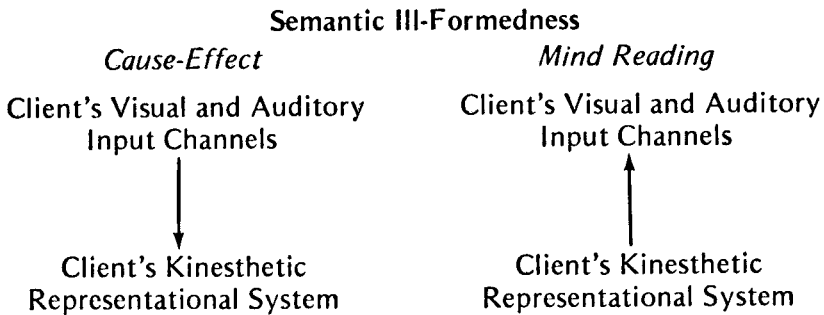 Semantic Ill-Formedness
Cause-Effect
Mind Reading
Client's Visual and Auditory
Input Channels
Client's Visual and Auditory
Input Channels
Client's Kinesthetic
Representational System
Client's Kinesthetic
Representational System